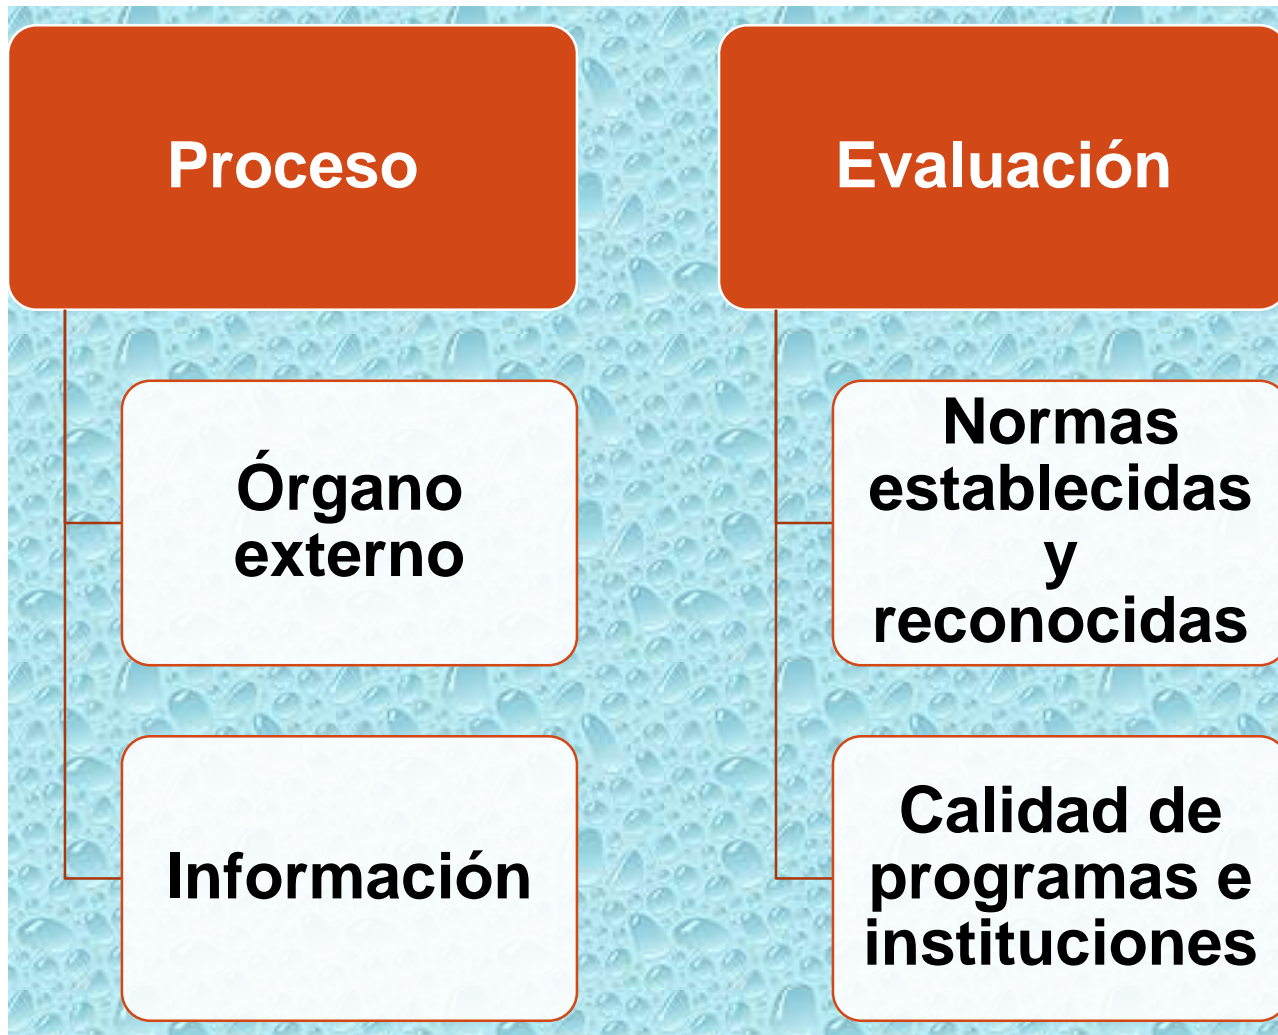 Proceso
Órgano
externo
Información
Evaluación
Normas
establecidas
y
reconocidas
Calidad de
programas e
instituciones